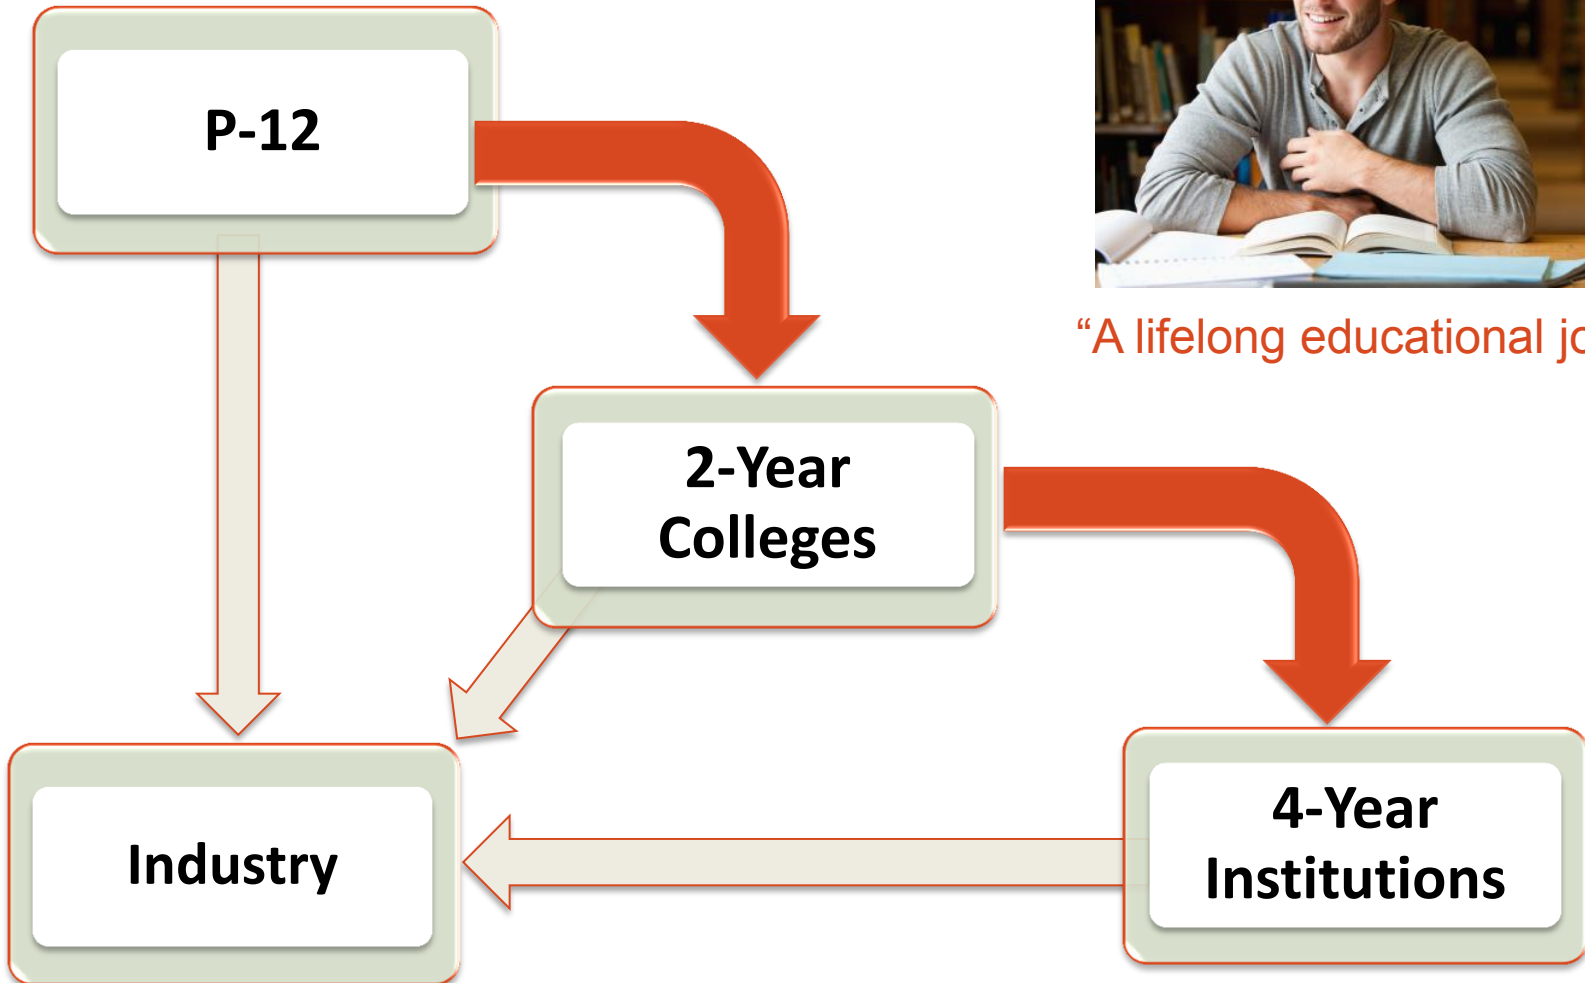 P-12
“A lifelong educational
2-Year
Colleges
4-Year
Institutions
Industry